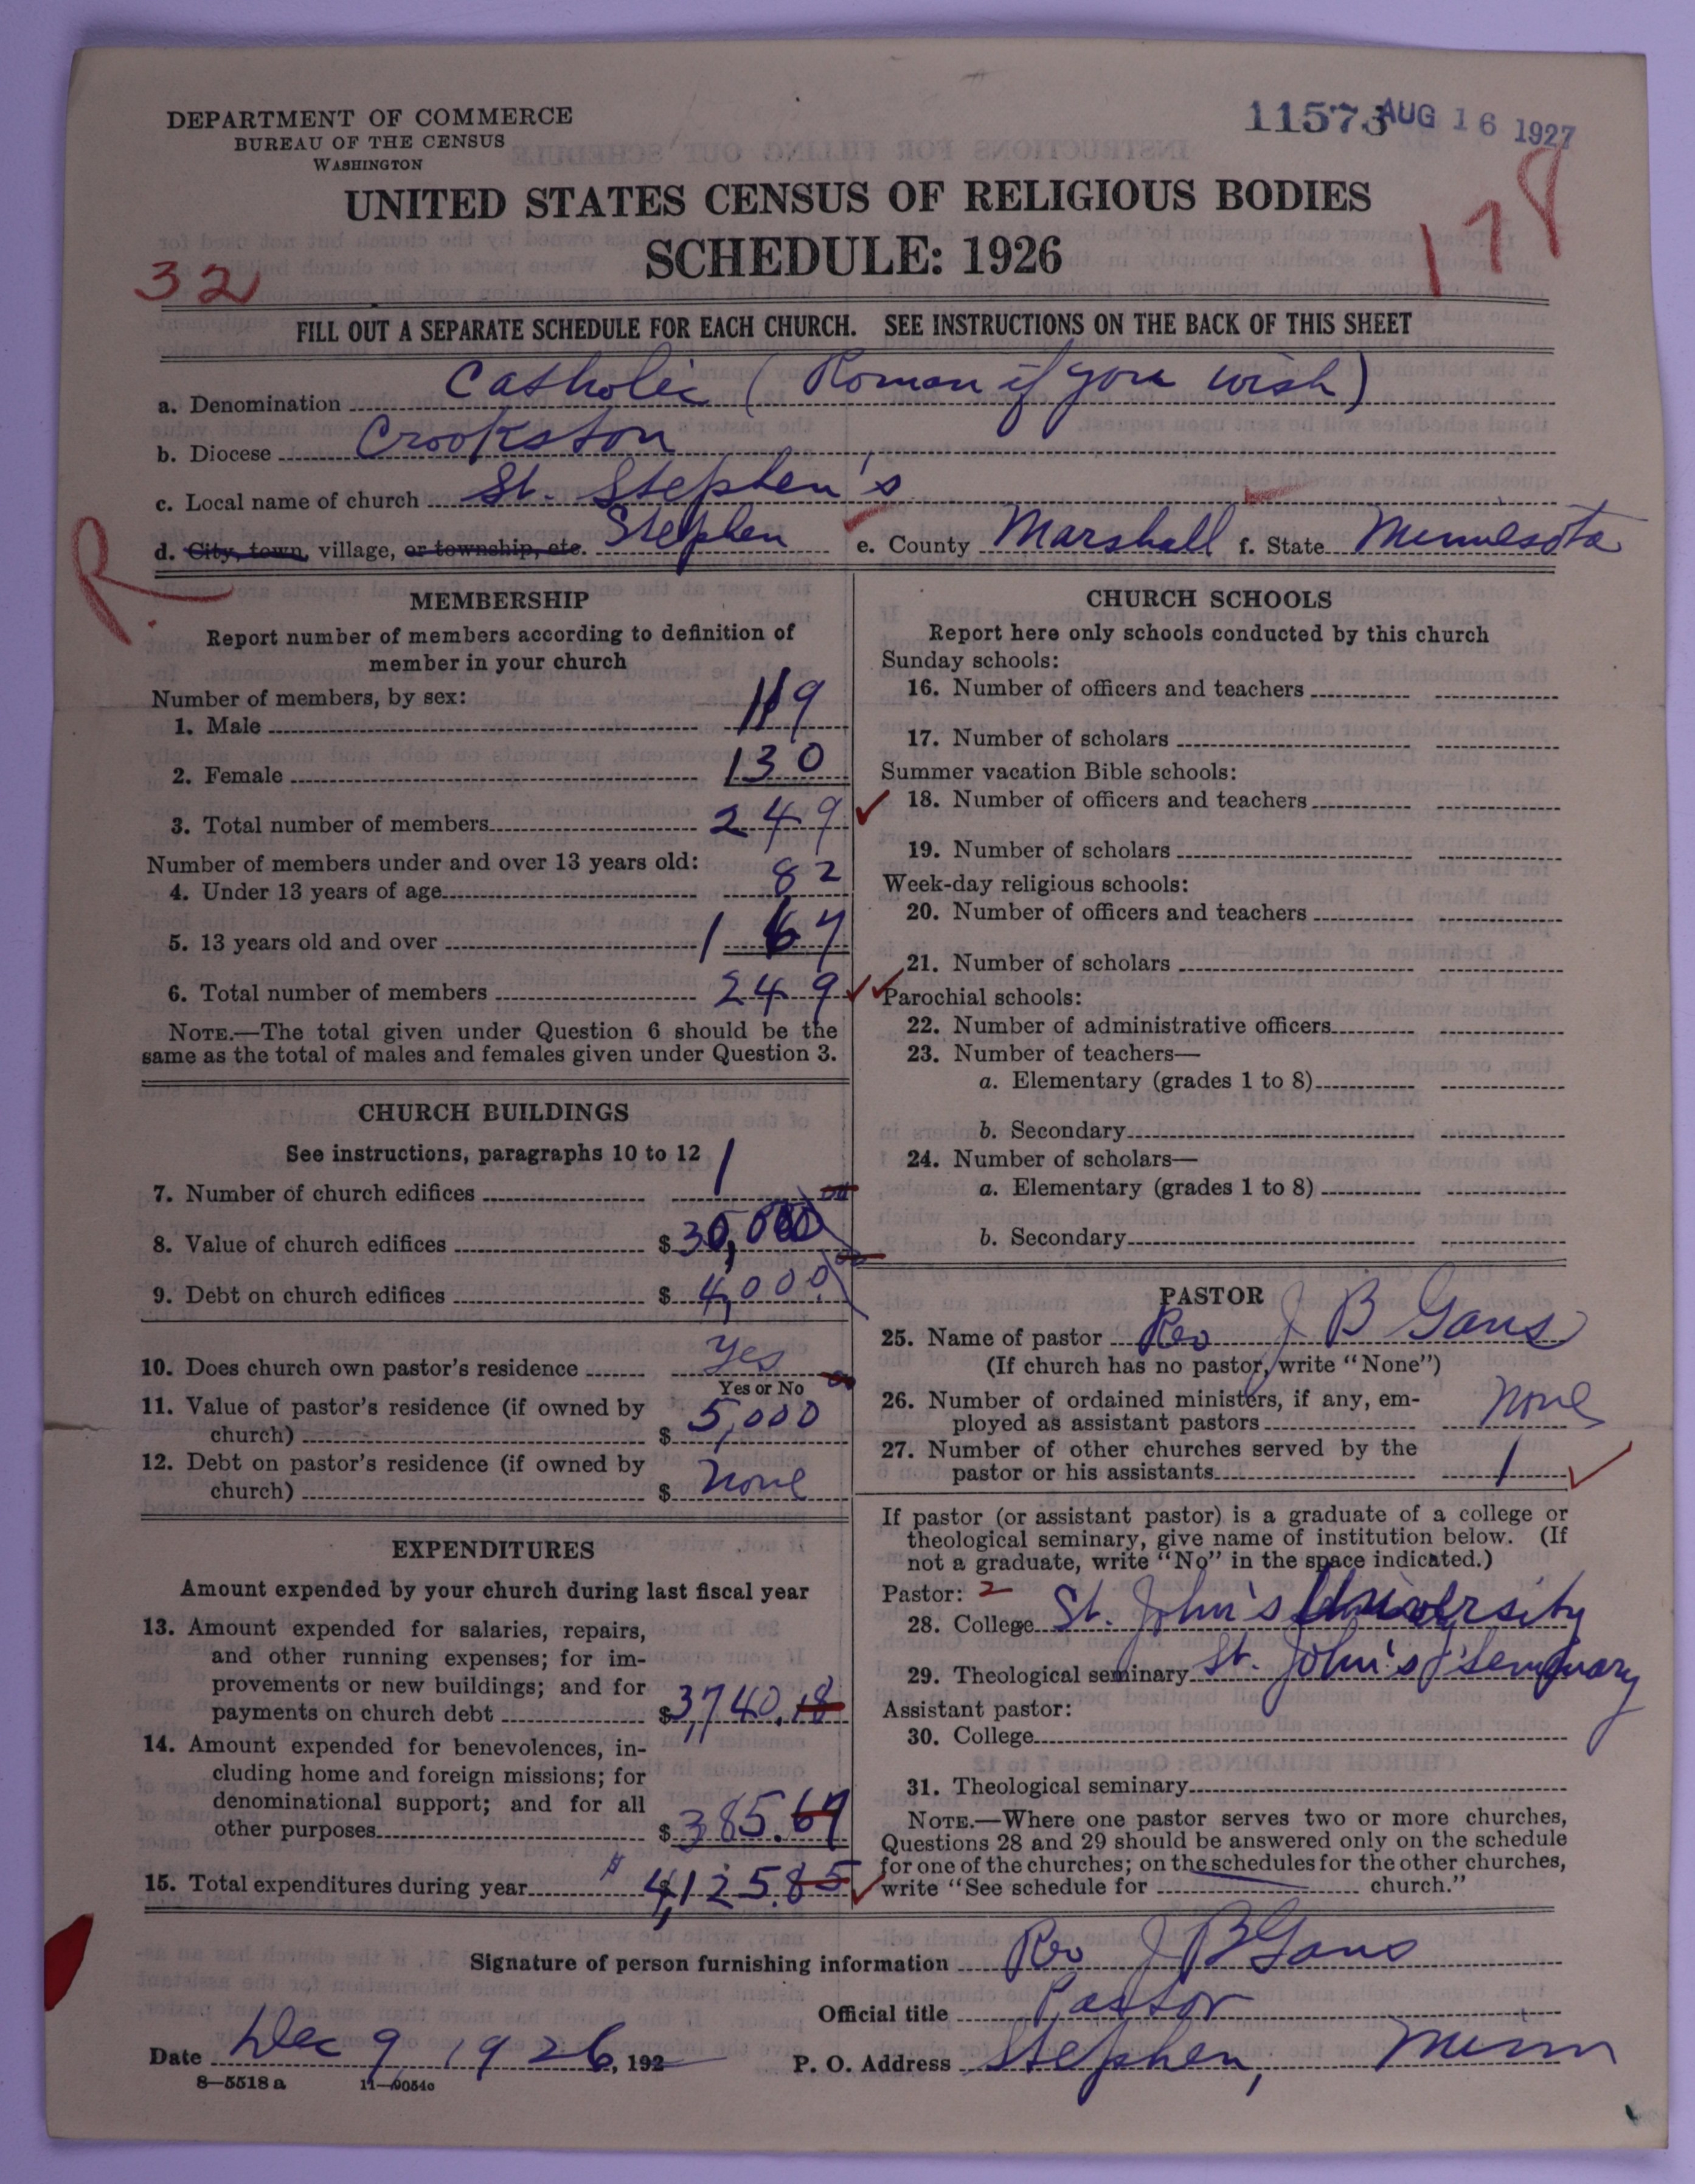 DEPARTMENT OF COMMERCE
BUREAU OF THE CENSUS
WASHINGTON
11573 AUG 16 1927
UNITED STATES CENSUS OF RELIGIOUS BODIES
SCHEDULE: 1926
32
178
FILL OUT A SEPARATE SCHEDULE FOR EACH CHURCH. SEE INSTRUCTIONS ON THE BACK OF THIS SHEET
a. Denomination Catholic (Roman if you wish)
b. Diocese Crookston
c. Local name of church St. Stephen's
d. City, town, village, or township, etc. Stephen e. County Marshall f. State Minnesota
R.
MEMBERSHIP
Report number of members according to definition of
member in your church
Number of members, by sex:
1. Male 119
2. Female 130
3. Total number of members 249
Number of members under and over 13 years old:
4. Under 13 years of age 82
5. 13 years old and over 167
6. Total number of members 249
NOTE.—The total given under Question 6 should be the
same as the total of males and females given under Question 3.
CHURCH BUILDINGS
See instructions, paragraphs 10 to 12
7. Number of church edifices 1
8. Value of church edifices $ 30,000
9. Debt on church edifices $ 4,000
10. Does church own pastor's residence Yes
Yes or No
11. Value of pastor's residence (if owned by
church) $ 5,000
12. Debt on pastor's residence (if owned by
church) $ None
EXPENDITURES
Amount expended by your church during last fiscal year
13. Amount expended for salaries, repairs,
and other running expenses; for im-
provements or new buildings; and for
payments on church debt $ 3,740.18
14. Amount expended for benevolences, in-
cluding home and foreign missions; for
denominational support; and for all
other purposes $ 385.67
15. Total expenditures during year $ 4,125.85
CHURCH SCHOOLS
Report here only schools conducted by this church
Sunday schools:
16. Number of officers and teachers
17. Number of scholars
Summer vacation Bible schools:
18. Number of officers and teachers
19. Number of scholars
Week-day religious schools:
20. Number of officers and teachers
21. Number of scholars
Parochial schools:
22. Number of administrative officers
23. Number of teachers—
a. Elementary (grades 1 to 8)
b. Secondary
24. Number of scholars—
a. Elementary (grades 1 to 8)
b. Secondary
PASTOR
25. Name of pastor Rev J B Gans
(If church has no pastor, write "None")
26. Number of ordained ministers, if any, em-
ployed as assistant pastors None
27. Number of other churches served by the
pastor or his assistants 1
If pastor (or assistant pastor) is a graduate of a college or
theological seminary, give name of institution below. (If
not a graduate, write "No" in the space indicated.)
Pastor: 2
28. College St. John's University
29. Theological seminary St. John's Seminary
Assistant pastor:
30. College
31. Theological seminary
NOTE.—Where one pastor serves two or more churches,
Questions 28 and 29 should be answered only on the schedule
for one of the churches; on the schedules for the other churches,
write "See schedule for church."
Signature of person furnishing information Rev J B Gans
Official title Pastor
Date Dec 9, 1926, 192
P. O. Address Stephen, Minn
8—5518 a 11—9054o